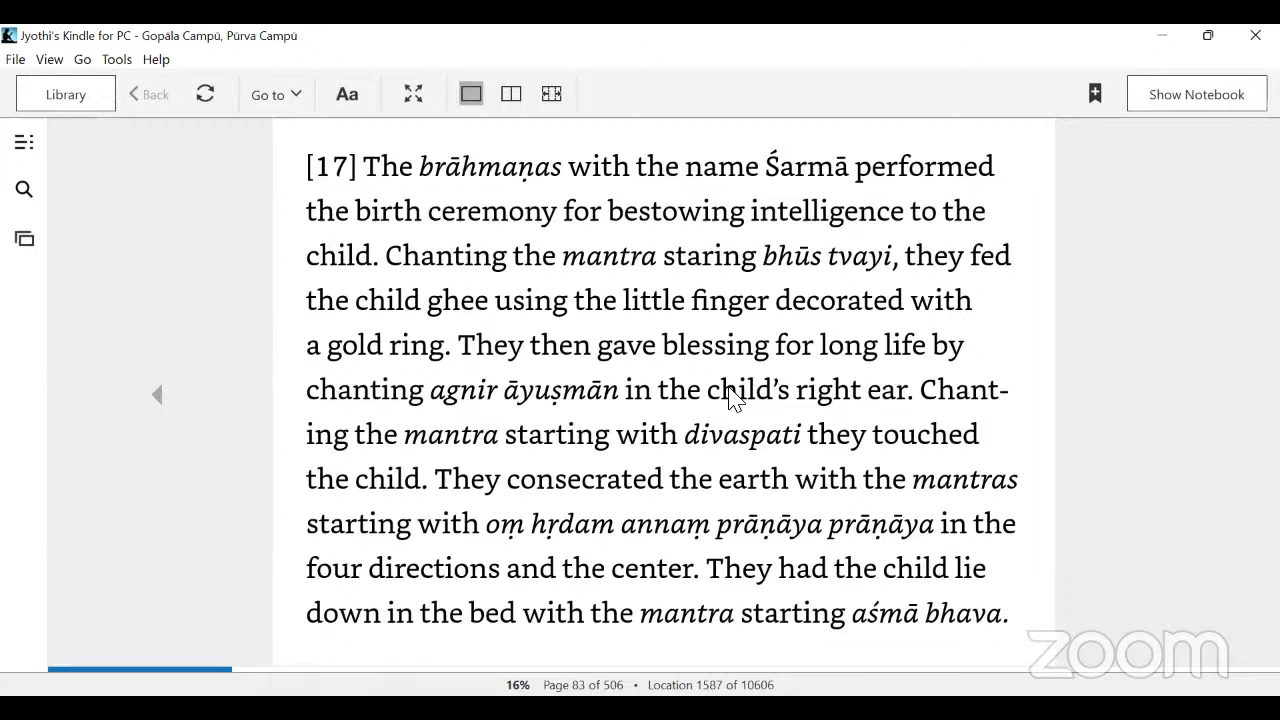 Jyothi's Kindle for PC - Gopāla Campū, Pūrva Campū
File View Go Tools Help
Library Back Go to Aa Show Notebook
[17] The brāhmaṇas with the name Śarmā performed
the birth ceremony for bestowing intelligence to the
child. Chanting the mantra staring bhūs tvayi, they fed
the child ghee using the little finger decorated with
a gold ring. They then gave blessing for long life by
chanting agnir āyuṣmān in the child's right ear. Chant-
ing the mantra starting with divaspati they touched
the child. They consecrated the earth with the mantras
starting with oṃ hṛdam annaṃ prāṇāya prāṇāya in the
four directions and the center. They had the child lie
down in the bed with the mantra starting aśmā bhava.
zoom
16% Page 83 of 506 • Location 1587 of 10606